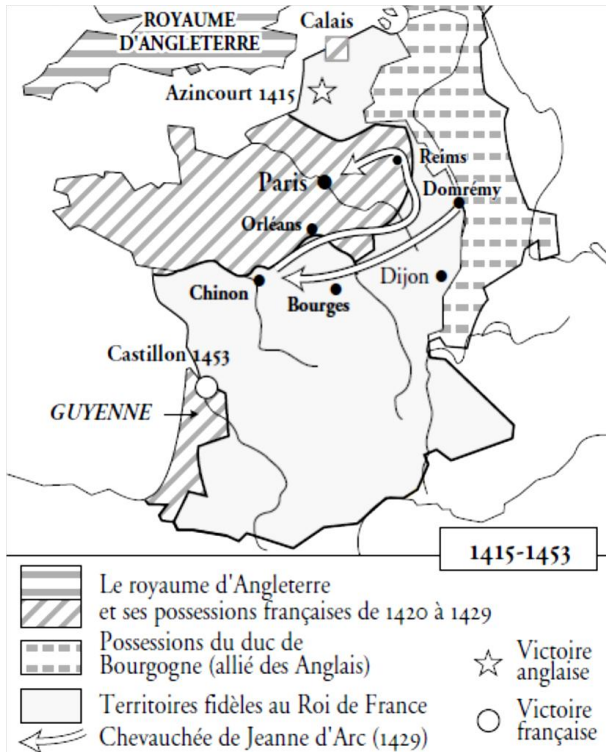 ROYAUME
D'ANGLETERRE
Calais
Azincourt 1415
Reims
Paris
Domrémy
Orléans
Dijon
Chinon
Bourges
Castillon 1453
GUYENNE
1415-1453
Le royaume d'Angleterre
et ses possessions françaises de 1420 à 1429
Possessions du duc de
Bourgogne (allié des Anglais)
Victoire
anglaise
Territoires fidèles au Roi de France
Victoire
française
Chevauchée de Jeanne d'Arc (1429)